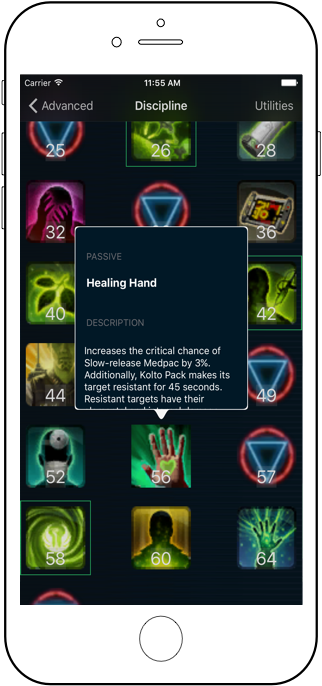 Carrier 11:55 AM
Advanced Discipline Utilities
25 26 28
32 36
PASSIVE
Healing Hand
40 42
DESCRIPTION
Increases the critical chance of
Slow-release Medpac by 3%.
Additionally, Kolto Pack makes its
target resistant for 45 seconds.
Resistant targets have their
44 49
52 56 57
58 60 64